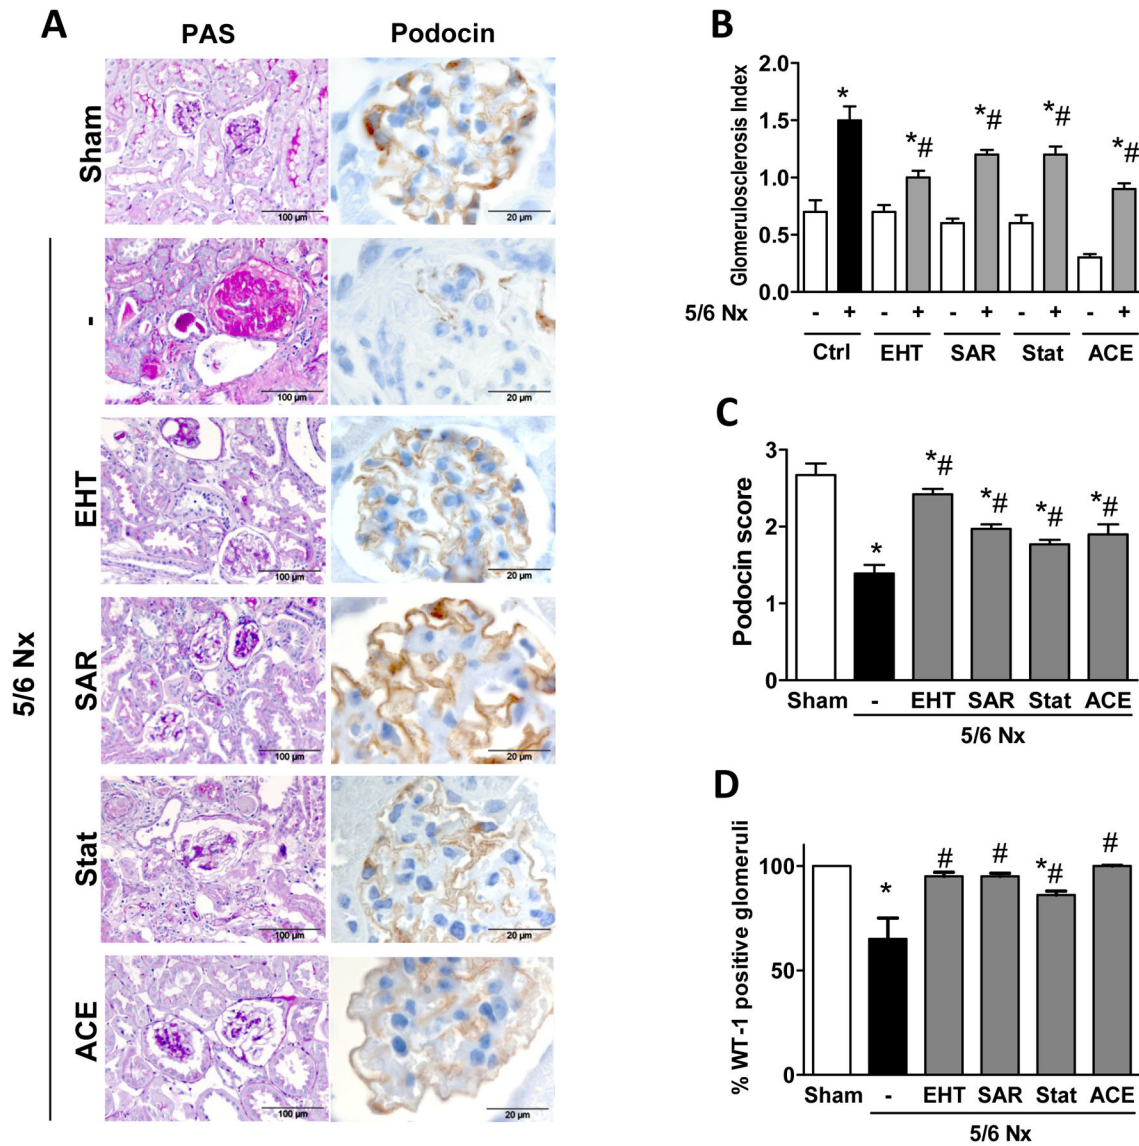 A
PAS
Podocin
Sham
100 µm
20 µm
5/6 Nx
-
100 µm
20 µm
EHT
100 µm
20 µm
SAR
100 µm
20 µm
Stat
100 µm
20 µm
ACE
100 µm
20 µm
B
Glomerulosclerosis Index
2.0
1.5
1.0
0.5
0.0
* *# *# *# *#
5/6 Nx - + - + - + - + - +
Ctrl EHT SAR Stat ACE
C
Podocin score
3
2
1
0
* *# *# *# *#
Sham - EHT SAR Stat ACE
5/6 Nx
D
% WT-1 positive glomeruli
100
50
0
* # # *# #
Sham - EHT SAR Stat ACE
5/6 Nx